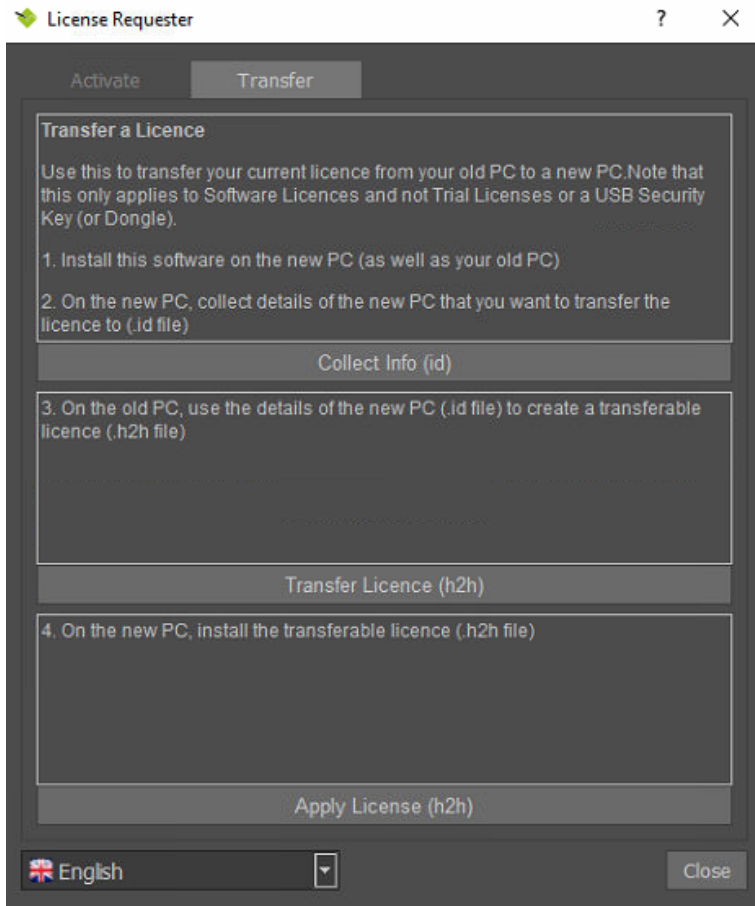 License Requester
?
Activate
Transfer
Transfer a Licence
Use this to transfer your current licence from your old PC to a new PC.Note that
this only applies to Software Licences and not Trial Licenses or a USB Security
Key (or Dongle).
1. Install this software on the new PC (as well as your old PC)
2. On the new PC, collect details of the new PC that you want to transfer the
licence to (.id file)
Collect Info (id)
3. On the old PC, use the details of the new PC (.id file) to create a transferable
licence (.h2h file)
Transfer Licence (h2h)
4. On the new PC, install the transferable licence (.h2h file)
Apply License (h2h)
English
Close